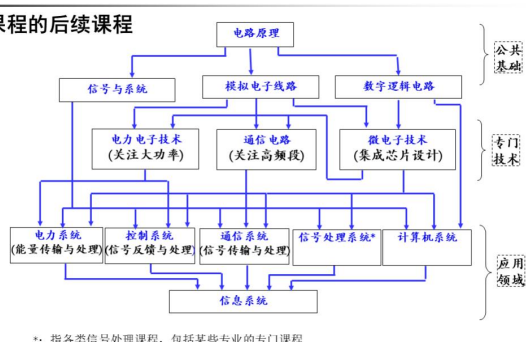 课程的后续课程
电路原理
公共
基础
信号与系统
模拟电子线路
数字逻辑电路
电力电子技术
(关注大功率)
通信电路
(关注高频段)
微电子技术
(集成芯片设计)
专门
技术
电力系统
(能量传输与处理)
控制系统
(信号反馈与处理)
通信系统
(信号传输与处理)
信号处理系统*
计算机系统
应用
领域
信息系统
*: 指各类信号处理课程，包括某些专业的专门课程